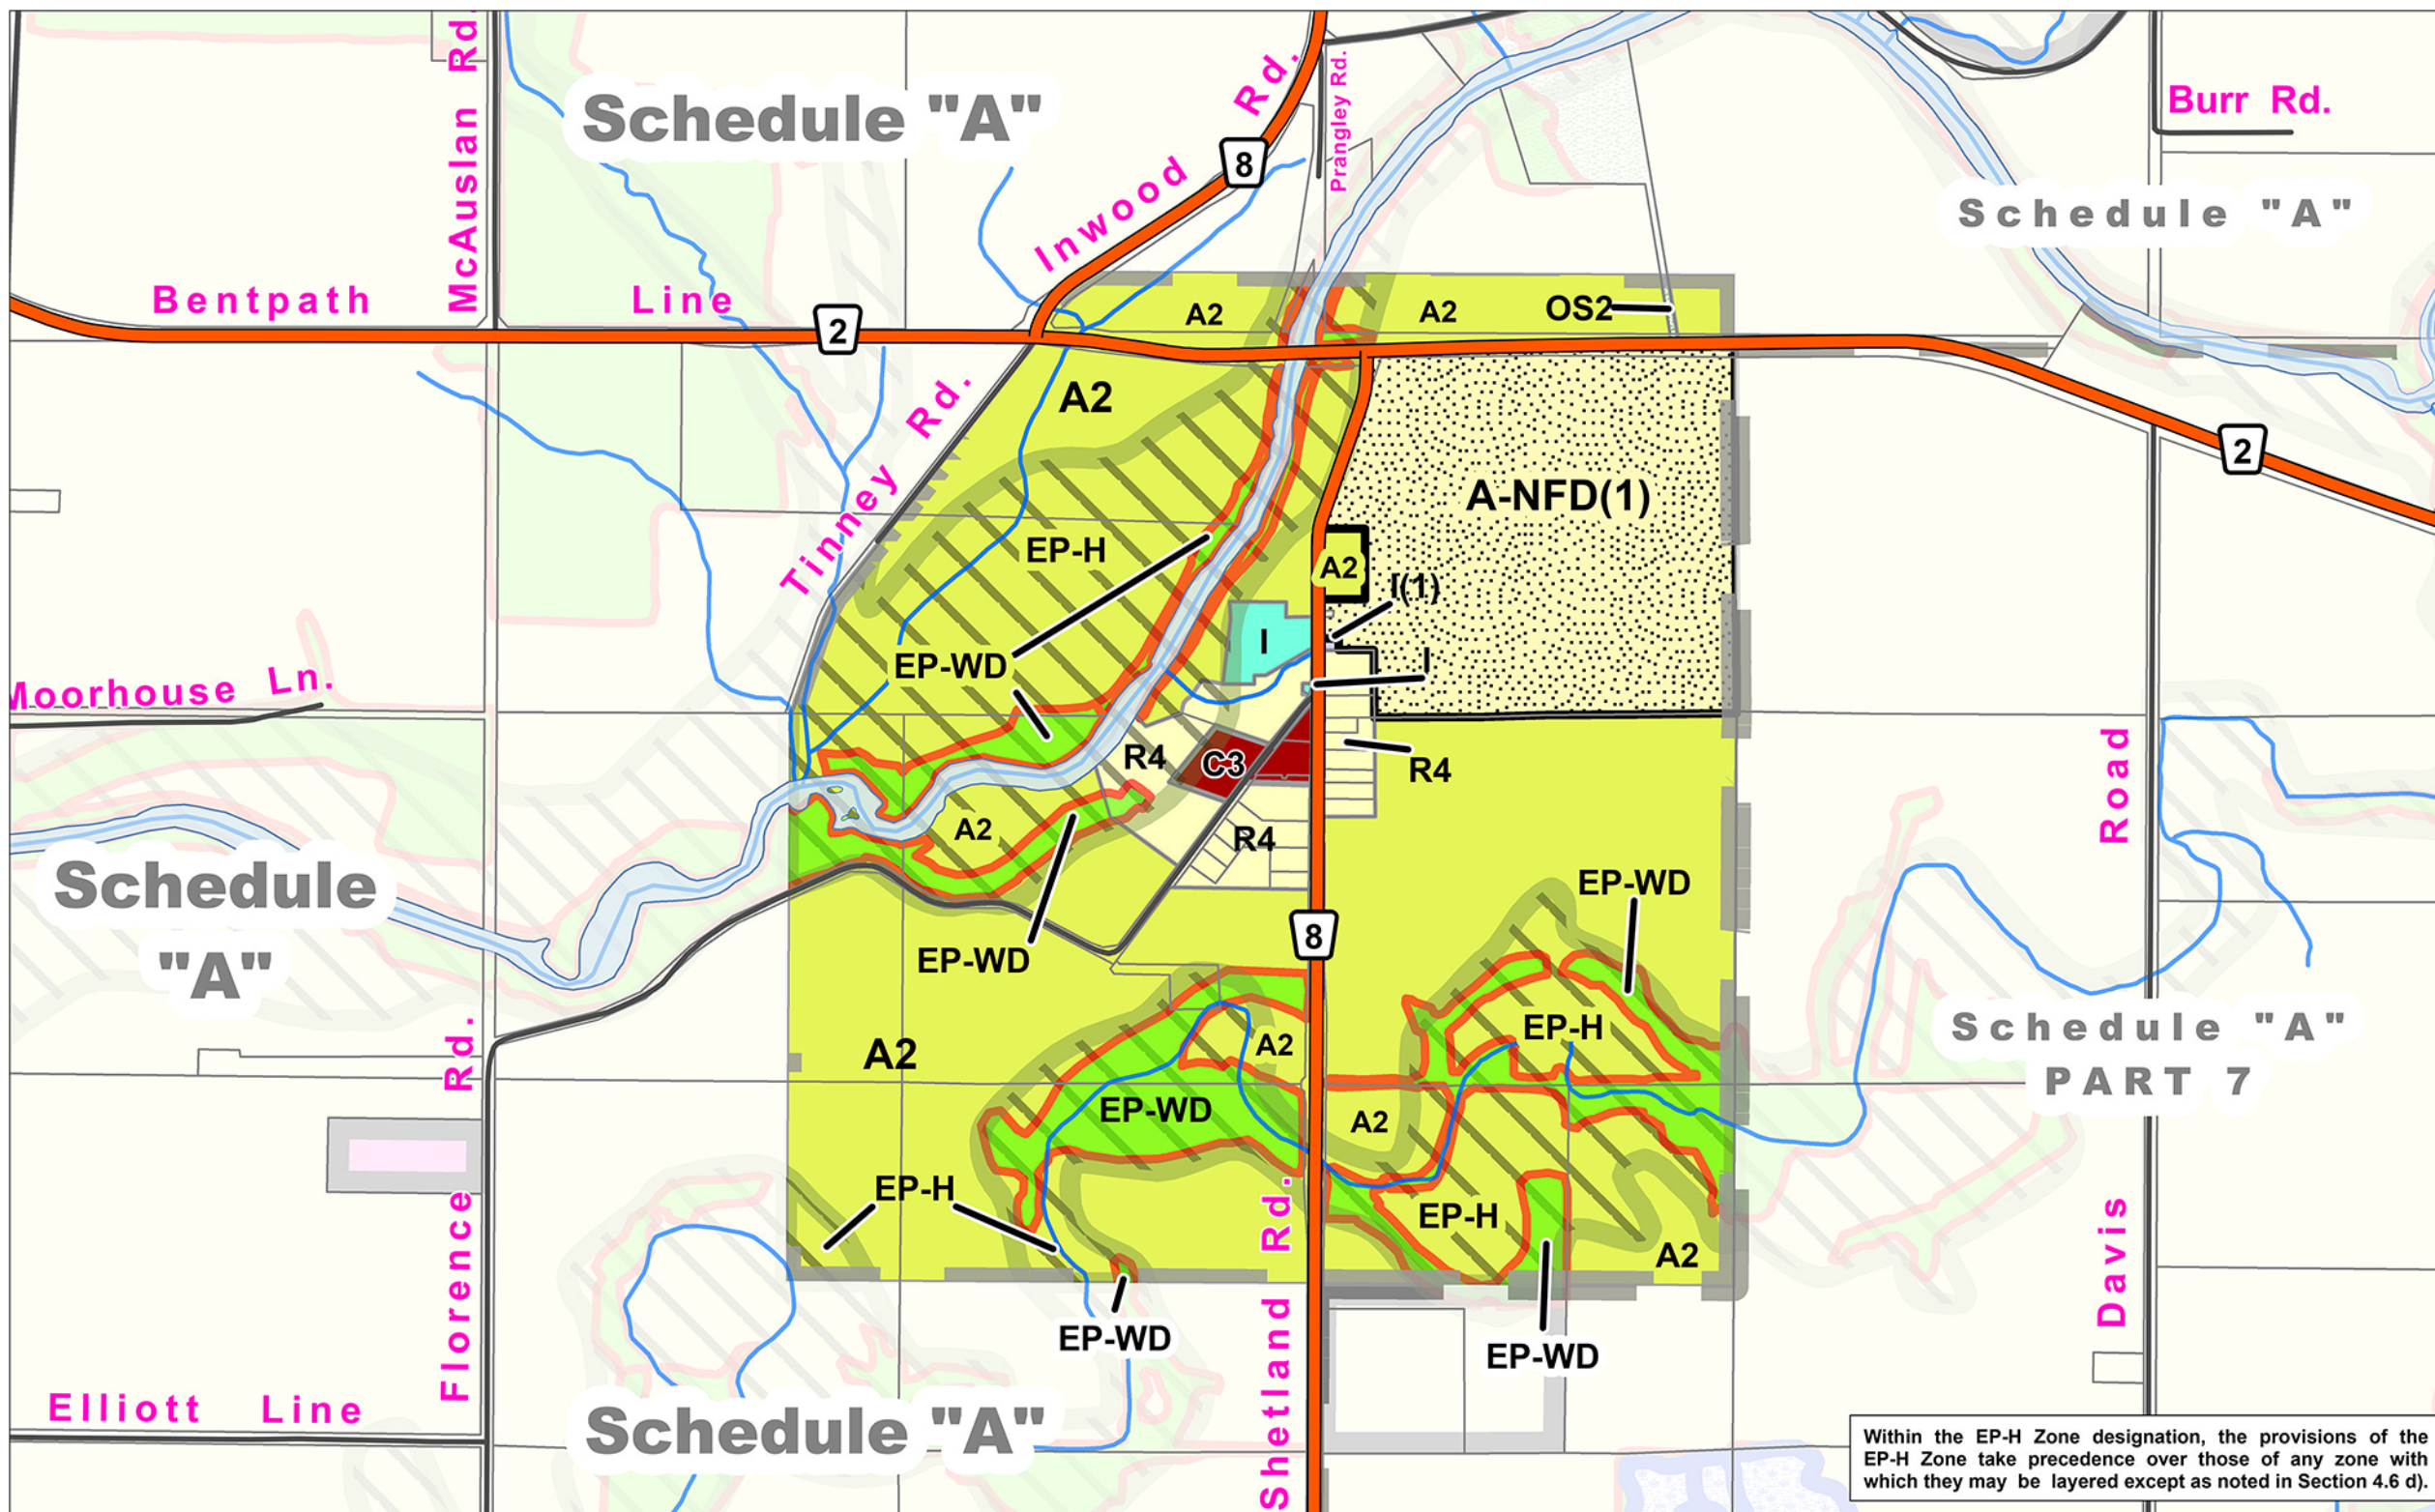 McAuslan Rd.
Schedule "A"
Inwood Rd.
8
Prangley Rd.
Burr Rd.
Schedule "A"
Bentpath Line
2
A2
A2
OS2
A2
Tinney Rd.
2
A-NFD(1)
EP-H
A2
I(1)
I
EP-WD
I
Moorhouse Ln.
R4
C3
R4
A2
R4
Schedule
"A"
EP-WD
8
EP-WD
Schedule "A"
PART 7
EP-H
A2
A2
EP-WD
A2
EP-H
EP-H
A2
EP-WD
EP-WD
Florence Rd.
Shetland Rd.
Davis Road
Elliott Line
Schedule "A"
Within the EP-H Zone designation, the provisions of the
EP-H Zone take precedence over those of any zone with
which they may be layered except as noted in Section 4.6 d).